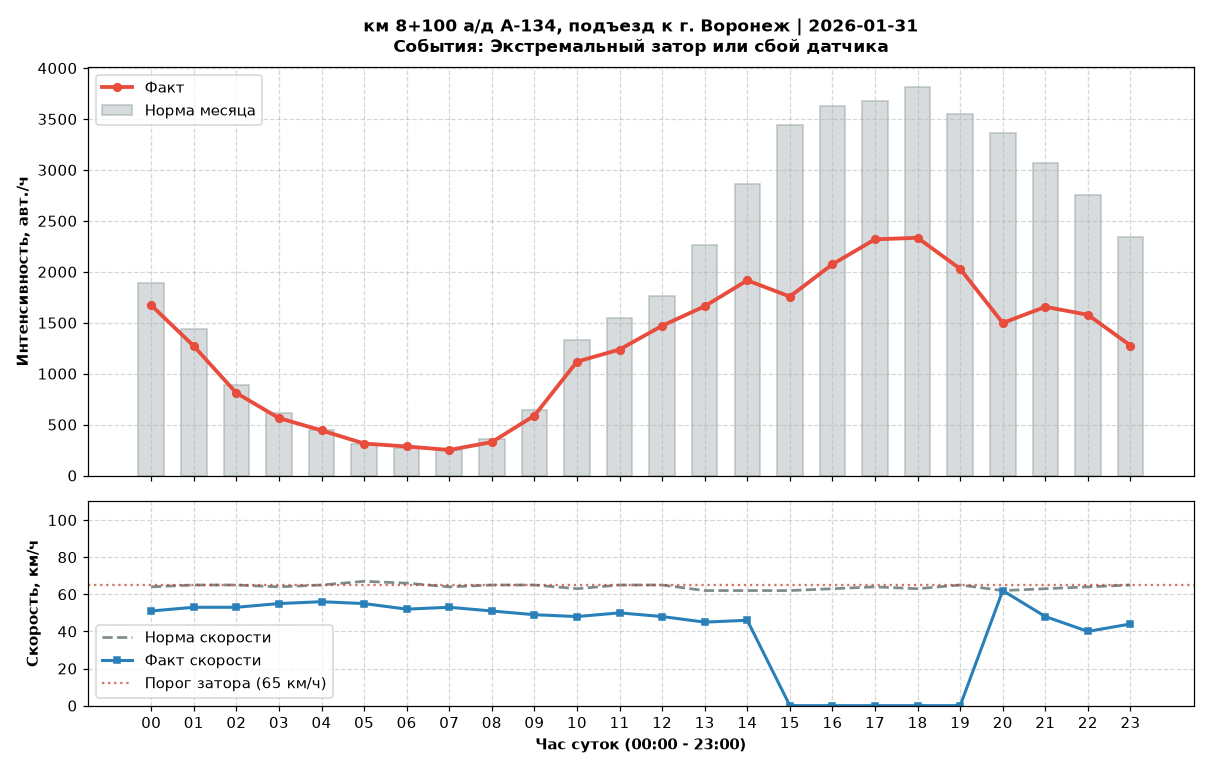 км 8+100 а/д А-134, подъезд к г. Воронеж | 2026-01-31
События: Экстремальный затор или сбой датчика
Интенсивность, авт./ч
4000
3500
3000
2500
2000
1500
1000
500
0
Факт
Норма месяца
Скорость, км/ч
100
80
60
40
20
0
Норма скорости
Факт скорости
Порог затора (65 км/ч)
00 01 02 03 04 05 06 07 08 09 10 11 12 13 14 15 16 17 18 19 20 21 22 23
Час суток (00:00 - 23:00)